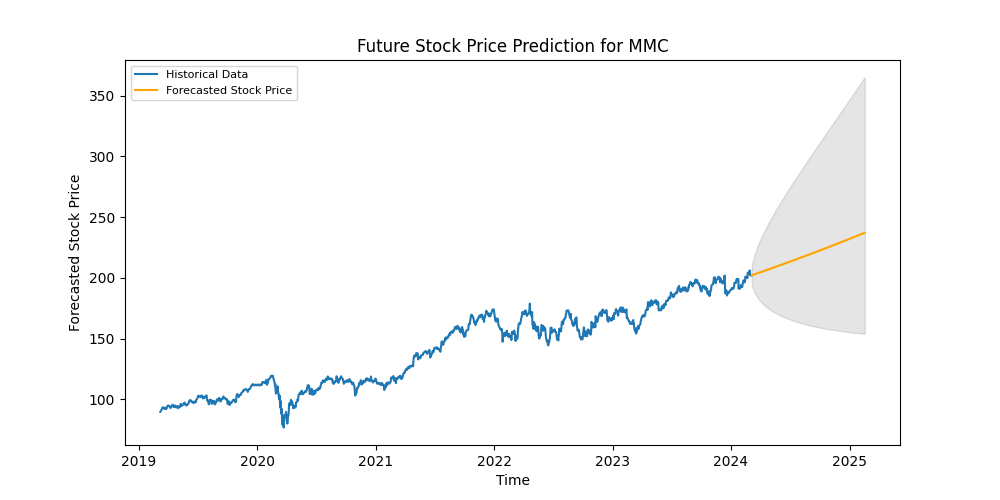 Future Stock Price Prediction for MMC
Historical Data
Forecasted Stock Price
350
300
250
200
150
100
Forecasted Stock Price
2019 2020 2021 2022 2023 2024 2025
Time